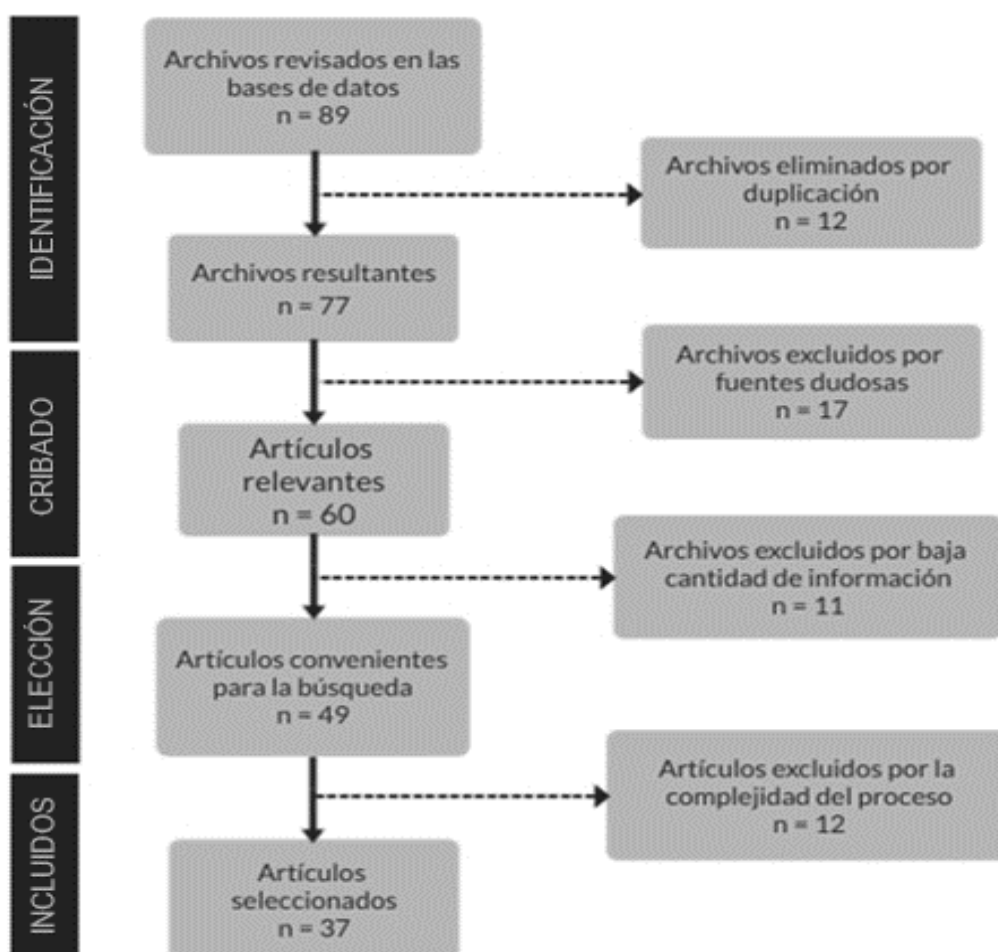 IDENTIFICACIÓN
Archivos revisados en las
bases de datos
n = 89
Archivos eliminados por
duplicación
n = 12
Archivos resultantes
n = 77
CRIBADO
Archivos excluidos por
fuentes dudosas
n = 17
Artículos
relevantes
n = 60
ELECCIÓN
Archivos excluidos por baja
cantidad de información
n = 11
Artículos convenientes
para la búsqueda
n = 49
INCLUIDOS
Artículos excluidos por la
complejidad del proceso
n = 12
Artículos
seleccionados
n = 37